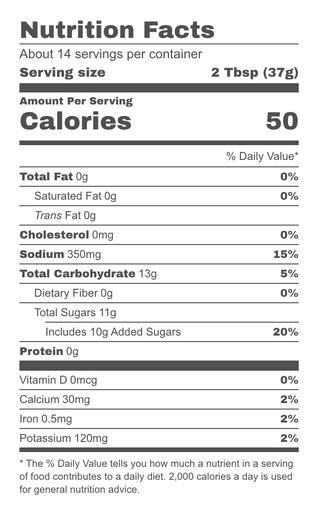 Nutrition Facts
About 14 servings per container
Serving size 2 Tbsp (37g)
Amount Per Serving
Calories 50
% Daily Value*
Total Fat 0g 0%
Saturated Fat 0g 0%
Trans Fat 0g
Cholesterol 0mg 0%
Sodium 350mg 15%
Total Carbohydrate 13g 5%
Dietary Fiber 0g 0%
Total Sugars 11g
Includes 10g Added Sugars 20%
Protein 0g
Vitamin D 0mcg 0%
Calcium 30mg 2%
Iron 0.5mg 2%
Potassium 120mg 2%
* The % Daily Value tells you how much a nutrient in a serving
of food contributes to a daily diet. 2,000 calories a day is used
for general nutrition advice.